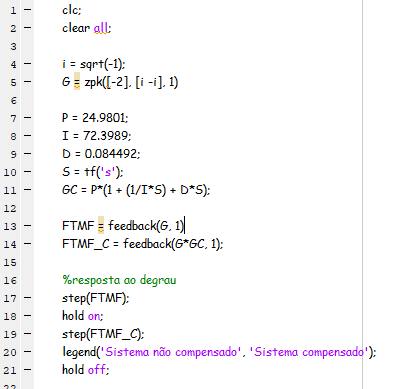 1 - clc;
2 - clear all;
3
4 - i = sqrt(-1);
5 - G = zpk([-2], [i -i], 1)
6
7 - P = 24.9801;
8 - I = 72.3989;
9 - D = 0.084492;
10 - S = tf('s');
11 - GC = P*(1 + (1/I*S) + D*S);
12
13 - FTMF = feedback(G, 1)
14 - FTMF_C = feedback(G*GC, 1);
15
16 %resposta ao degrau
17 - step(FTMF);
18 - hold on;
19 - step(FTMF_C);
20 - legend('Sistema não compensado', 'Sistema compensado');
21 - hold off;